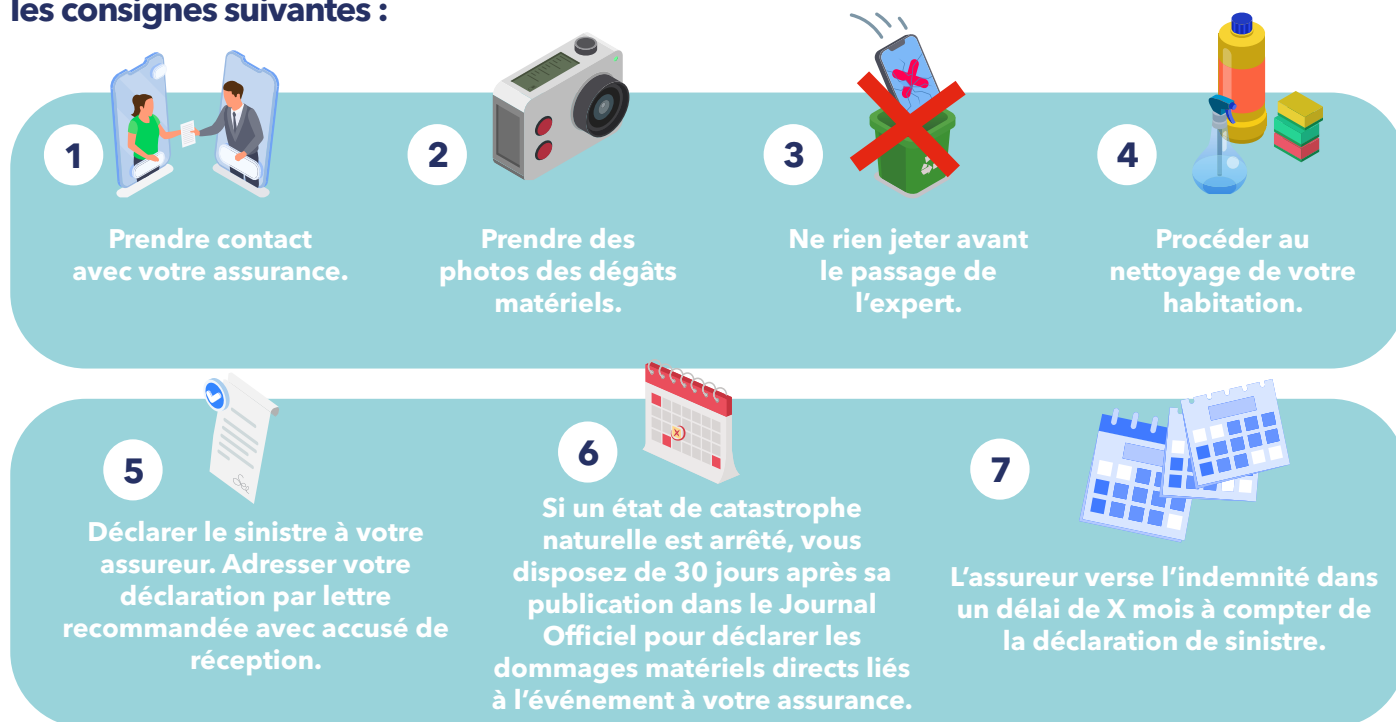 les consignes suivantes :
1
Prendre contact
avec votre assurance.
2
Prendre des
photos des dégâts
matériels.
3
Ne rien jeter avant
le passage de
l’expert.
4
Procéder au
nettoyage de votre
habitation.
5
Déclarer le sinistre à votre
assureur. Adresser votre
déclaration par lettre
recommandée avec accusé de
réception.
6
Si un état de catastrophe
naturelle est arrêté, vous
disposez de 30 jours après sa
publication dans le Journal
Officiel pour déclarer les
dommages matériels directs liés
à l’événement à votre assurance.
7
L’assureur verse l’indemnité dans
un délai de X mois à compter de
la déclaration de sinistre.